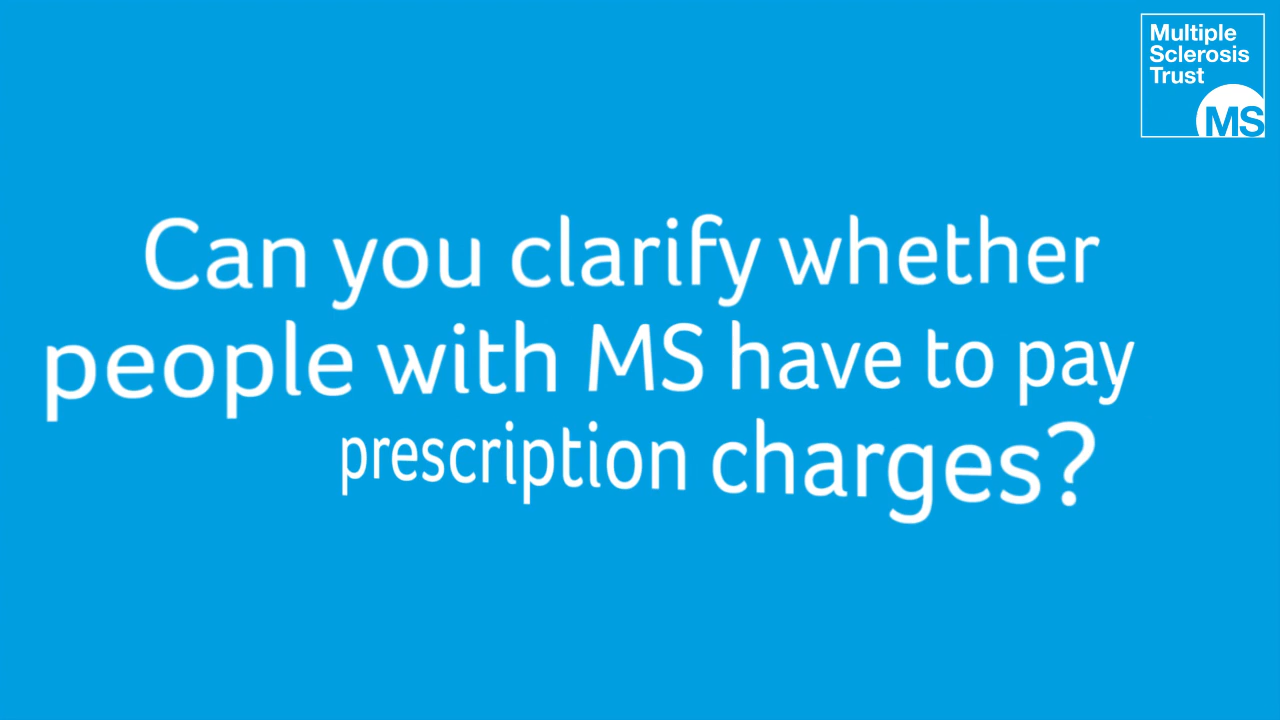 Multiple
Sclerosis
Trust
MS
Can you clarify whether
people with MS have to pay
prescription charges?